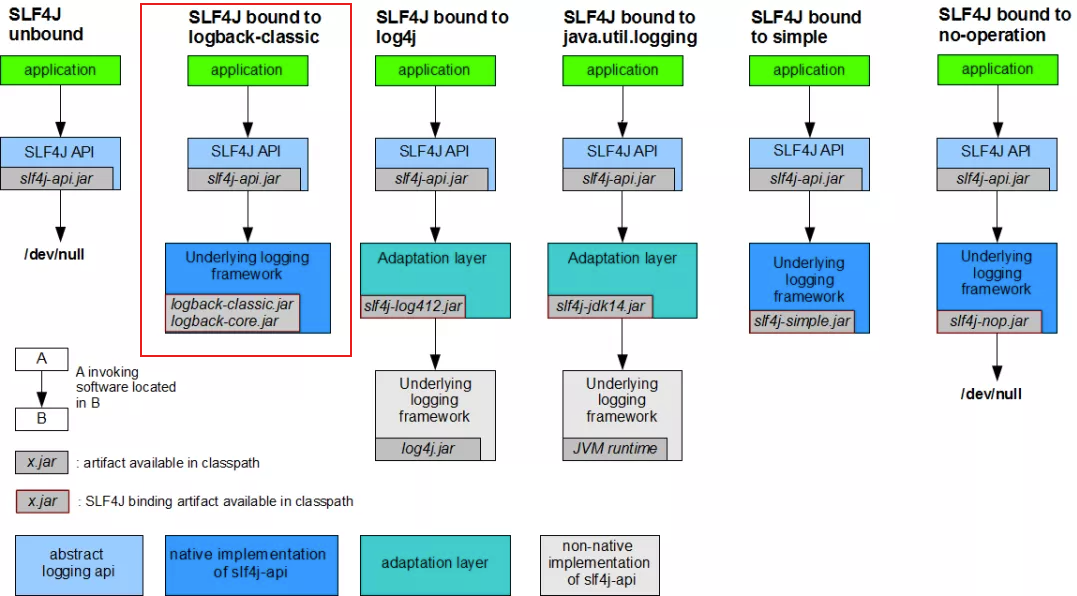 SLF4J
unbound
application
SLF4J API
slf4j-api.jar
/dev/null
SLF4J bound to
logback-classic
application
SLF4J API
slf4j-api.jar
Underlying logging
framework
logback-classic.jar
logback-core.jar
SLF4J bound to
log4j
application
SLF4J API
slf4j-api.jar
Adaptation layer
slf4j-log412.jar
Underlying
logging
framework
log4j.jar
SLF4J bound to
java.util.logging
application
SLF4J API
slf4j-api.jar
Adaptation layer
slf4j-jdk14.jar
Underlying
logging
framework
JVM runtime
SLF4J bound
to simple
application
SLF4J API
slf4j-api.jar
Underlying
logging
framework
slf4j-simple.jar
SLF4J bound to
no-operation
application
SLF4J API
slf4j-api.jar
Underlying
logging
framework
slf4j-nop.jar
/dev/null
A
B
A invoking
software located
in B
x.jar
: artifact available in classpath
x.jar
: SLF4J binding artifact available in classpath
abstract
logging api
native implementation
of slf4j-api
adaptation layer
non-native
implementation
of slf4j-api